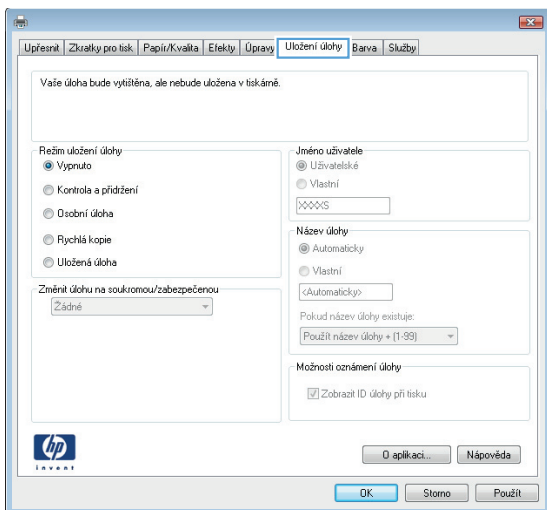 Upřesnit Zkratky pro tisk Papír/Kvalita Efekty Úpravy Uložení úlohy Barva Služby
Vaše úloha bude vytištěna, ale nebude uložena v tiskárně.
Režim uložení úlohy
Vypnuto
Kontrola a přidržení
Osobní úloha
Rychlá kopie
Uložená úloha
Změnit úlohu na soukromou/zabezpečenou
Žádné
Jméno uživatele
Uživatelské
Vlastní
XXXXS
Název úlohy
Automaticky
Vlastní
<Automaticky>
Pokud název úlohy existuje:
Použít název úlohy + (1-99)
Možnosti oznámení úlohy
Zobrazit ID úlohy při tisku
hp
invent
O aplikaci... Nápověda
OK Storno Použít